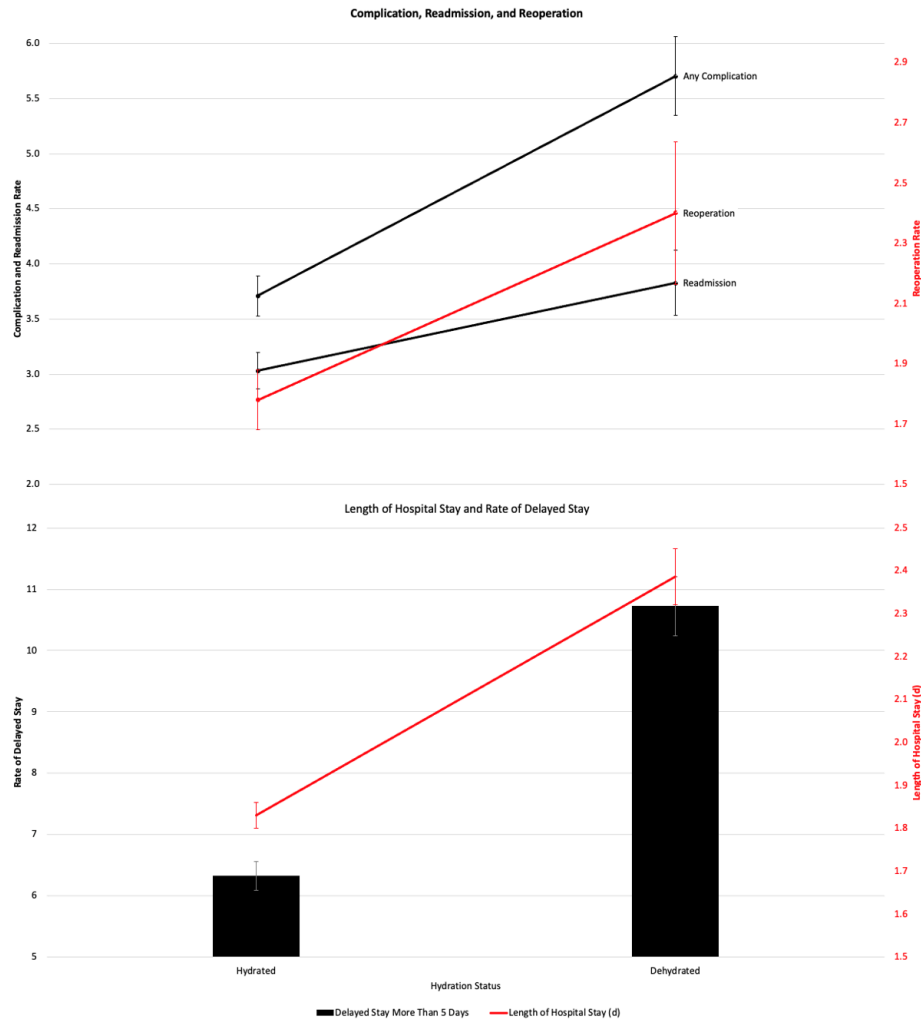 Complication, Readmission, and Reoperation
6.0
5.5
5.0
4.5
4.0
3.5
3.0
2.5
2.0
Complication and Readmission Rate
Any Complication
Reoperation
Readmission
2.9
2.7
2.5
2.3
2.1
1.9
1.7
1.5
Reoperation Rate
Length of Hospital Stay and Rate of Delayed Stay
12
11
10
9
8
7
6
5
Rate of Delayed Stay
2.5
2.4
2.3
2.2
2.1
2.0
1.9
1.8
1.7
1.6
1.5
Length of Hospital Stay (d)
Hydrated
Dehydrated
Hydration Status
Delayed Stay More Than 5 Days
Length of Hospital Stay (d)